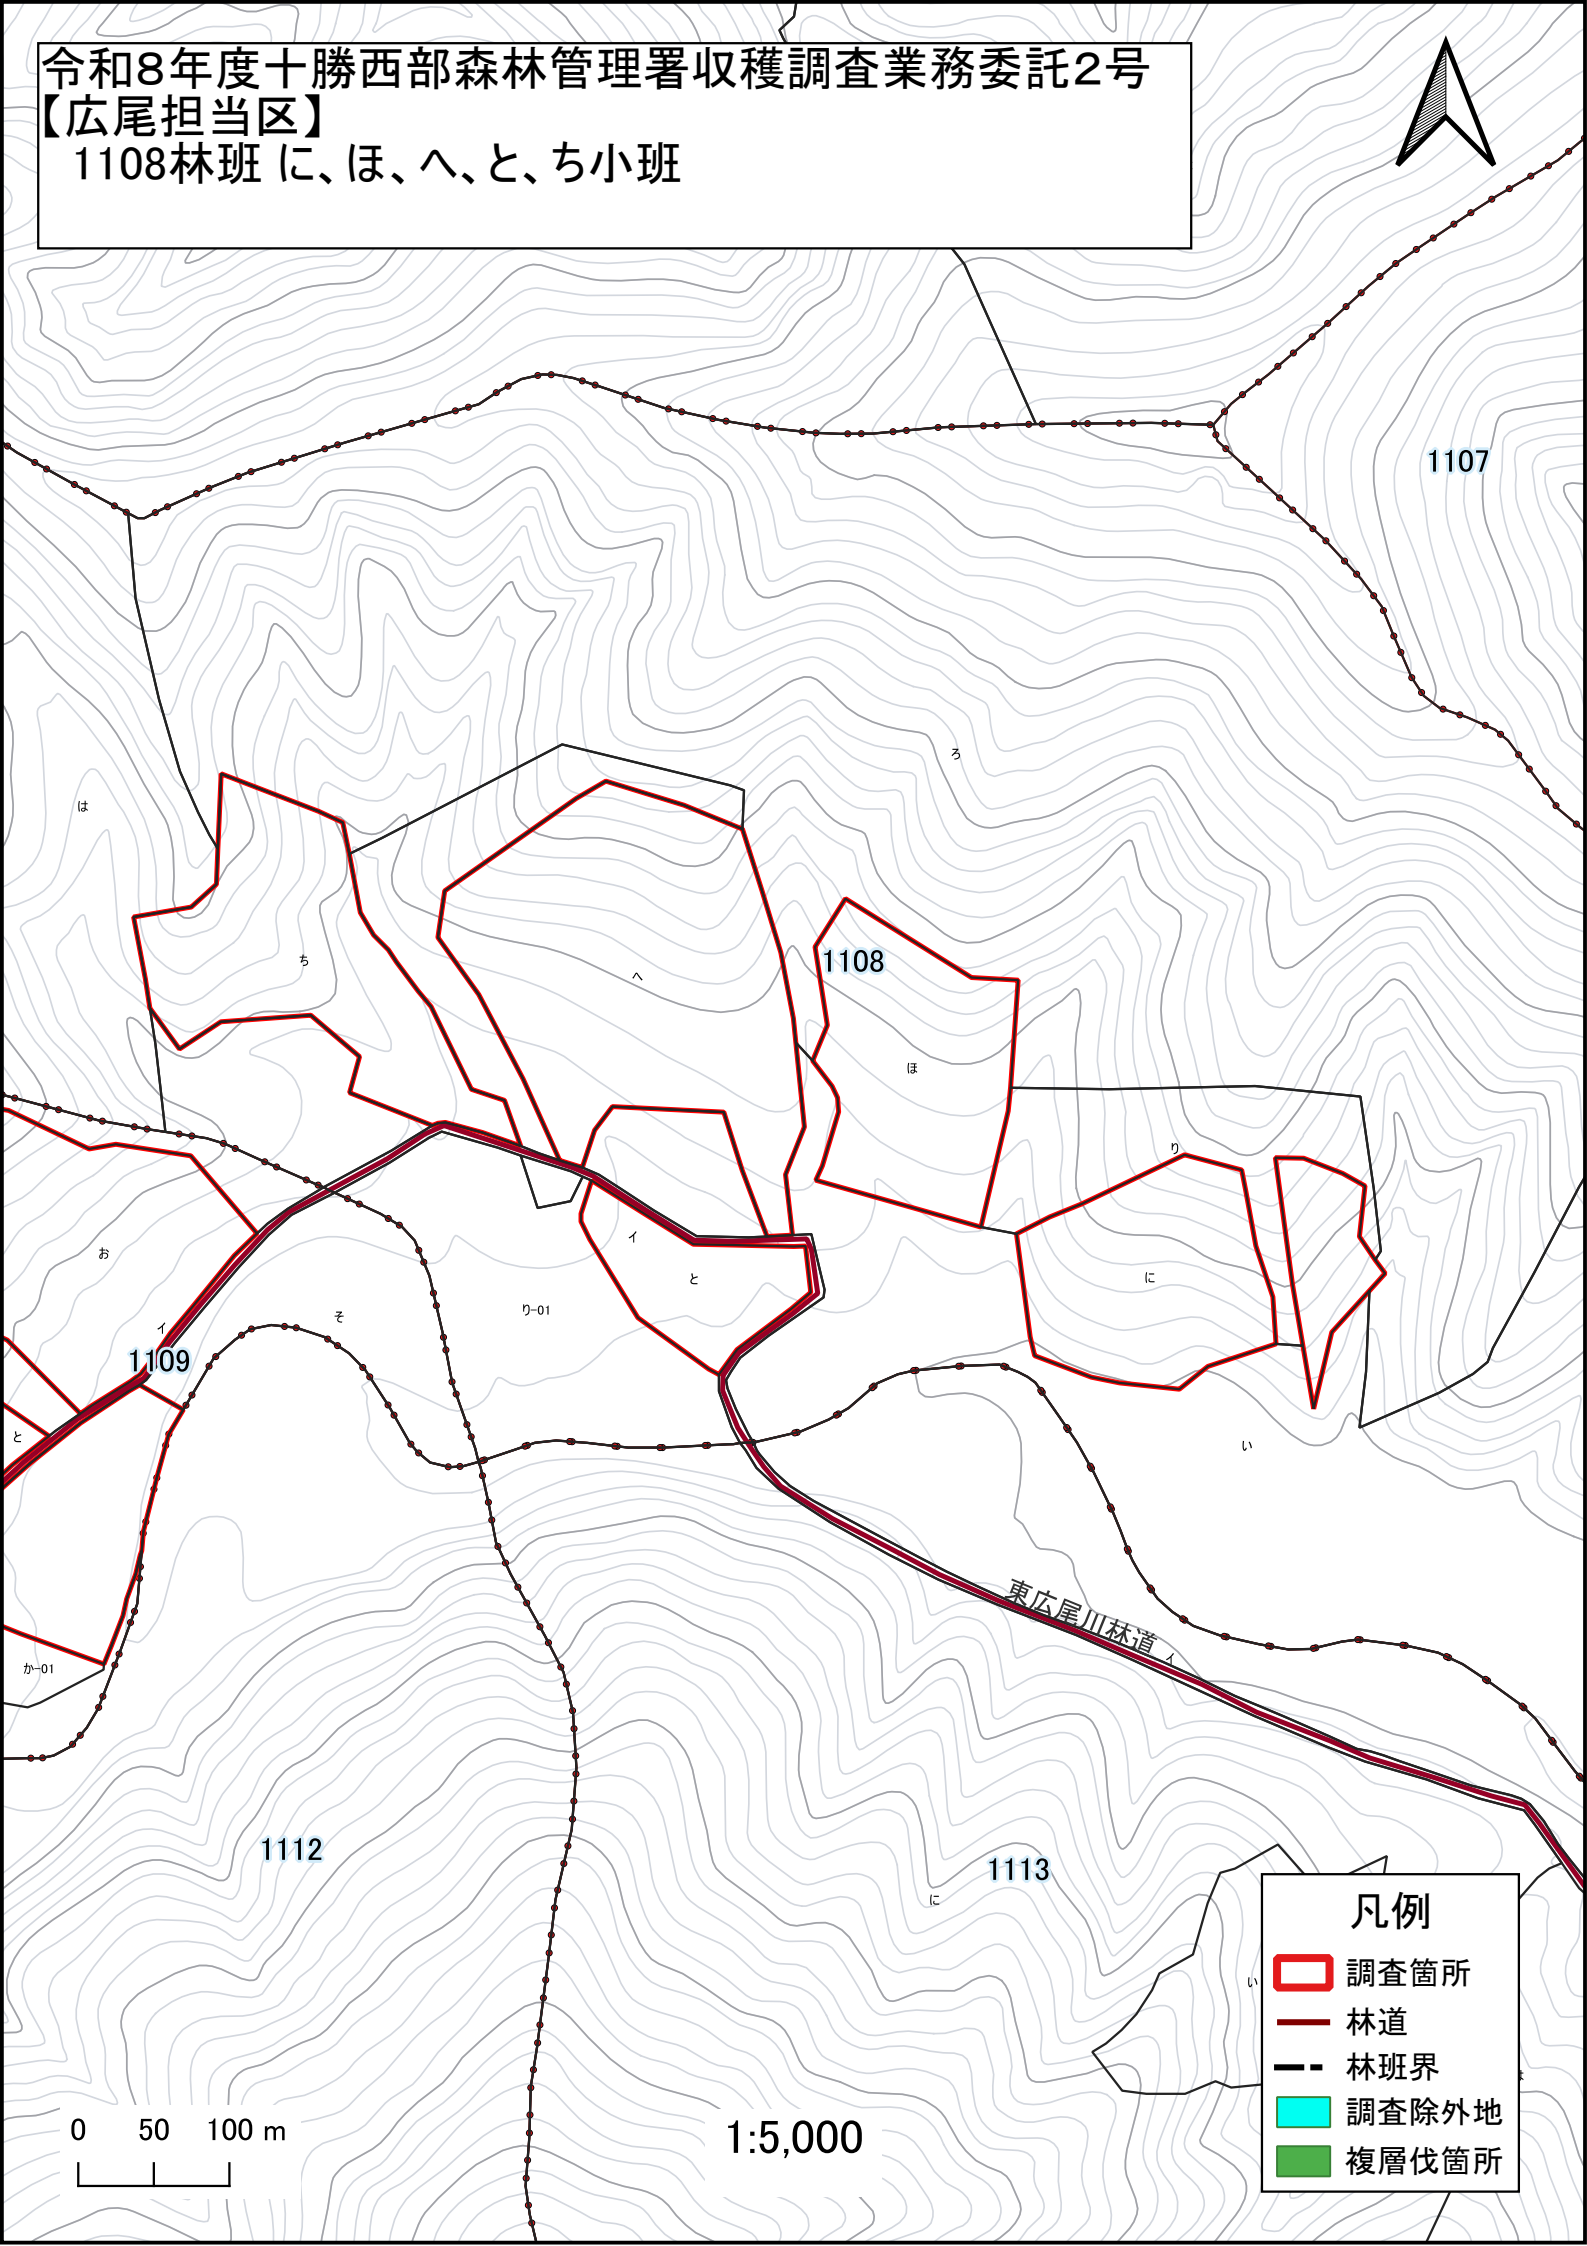 令和8年度十勝西部森林管理署収穫調査業務委託2号
【広尾担当区】
1108林班 に、ほ、へ、と、ち小班
1107
ろ
は
ち
へ
1108
ほ
り
お
イ
と
に
り-01
そ
イ
1109
と
い
東広尾川林道
イ
か-01
1112
1113
に
い
凡例
調査箇所
林道
林班界
調査除外地
複層伐箇所
0 50 100 m
1:5,000